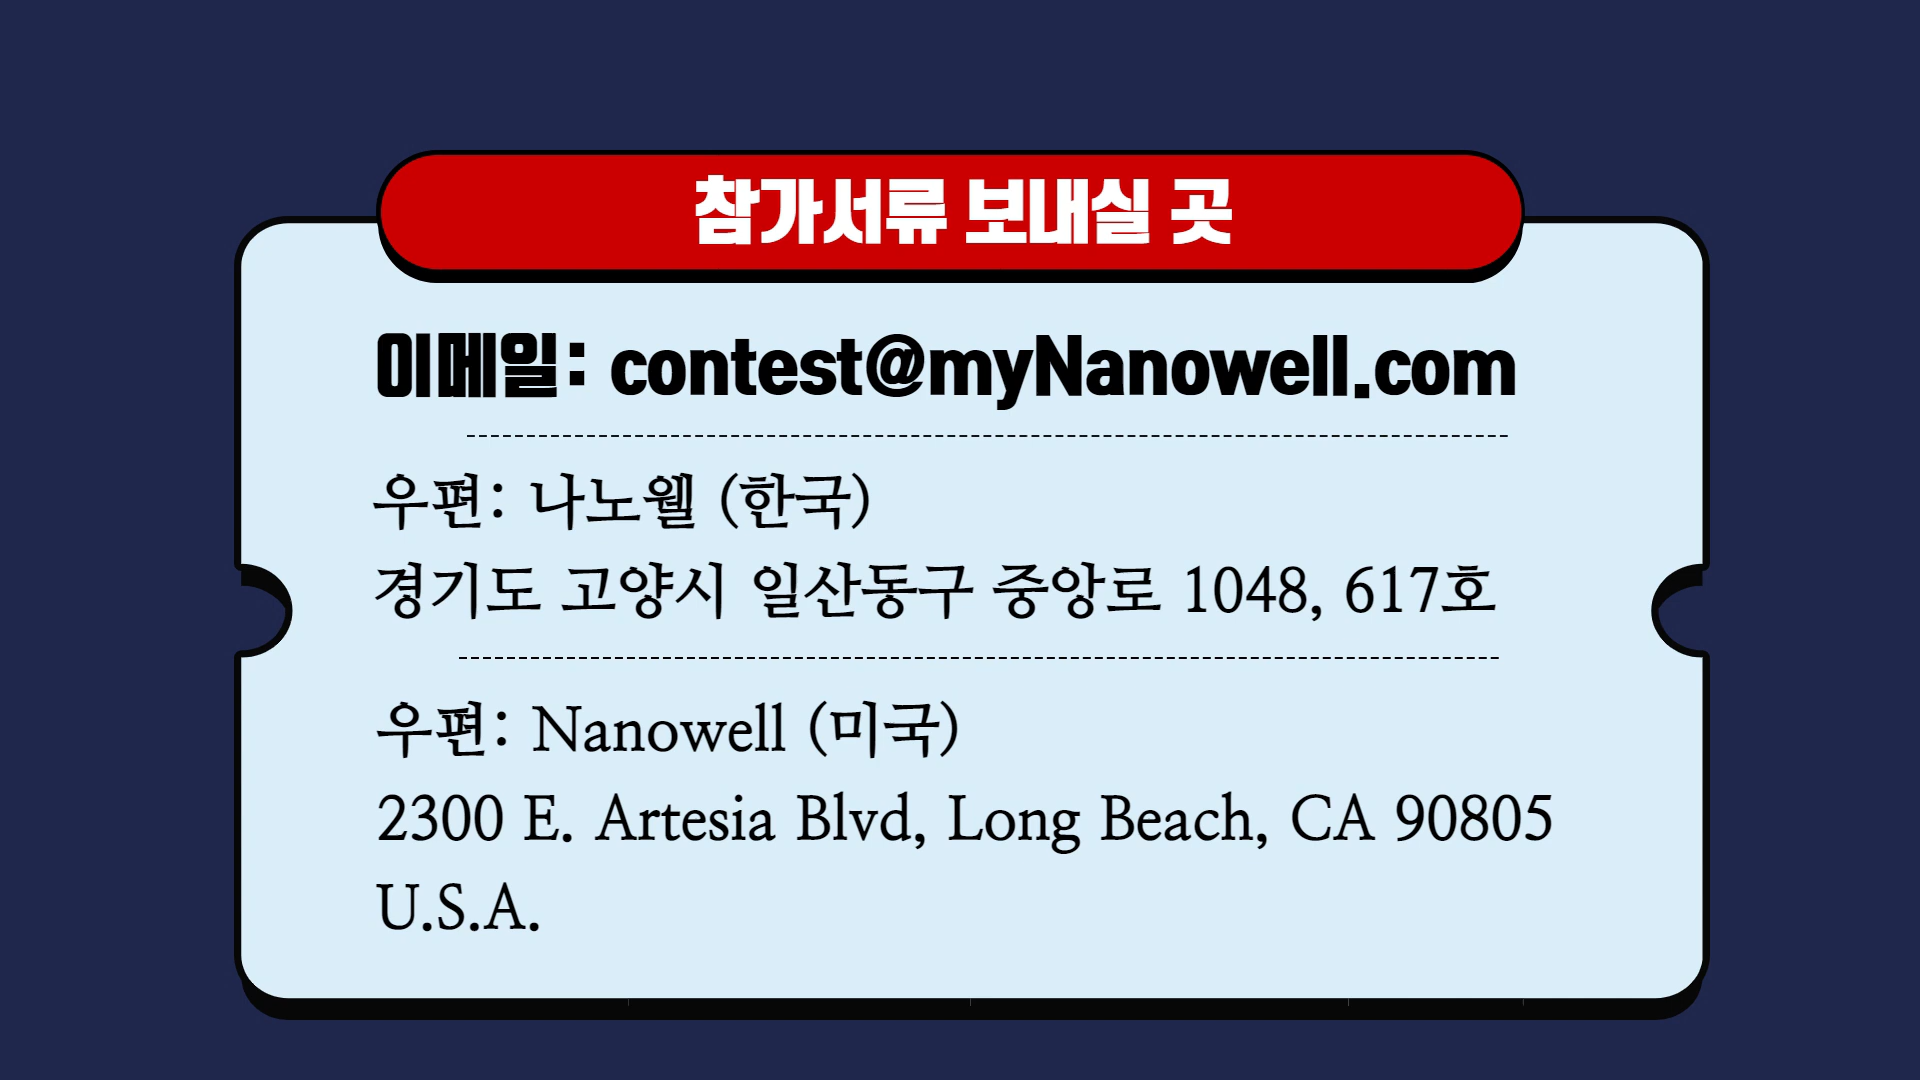 참가서류 보내실 곳
이메일: contest@myNanowell.com
우편: 나노웰 (한국)
경기도 고양시 일산동구 중앙로 1048, 617호
우편: Nanowell (미국)
2300 E. Artesia Blvd, Long Beach, CA 90805
U.S.A.